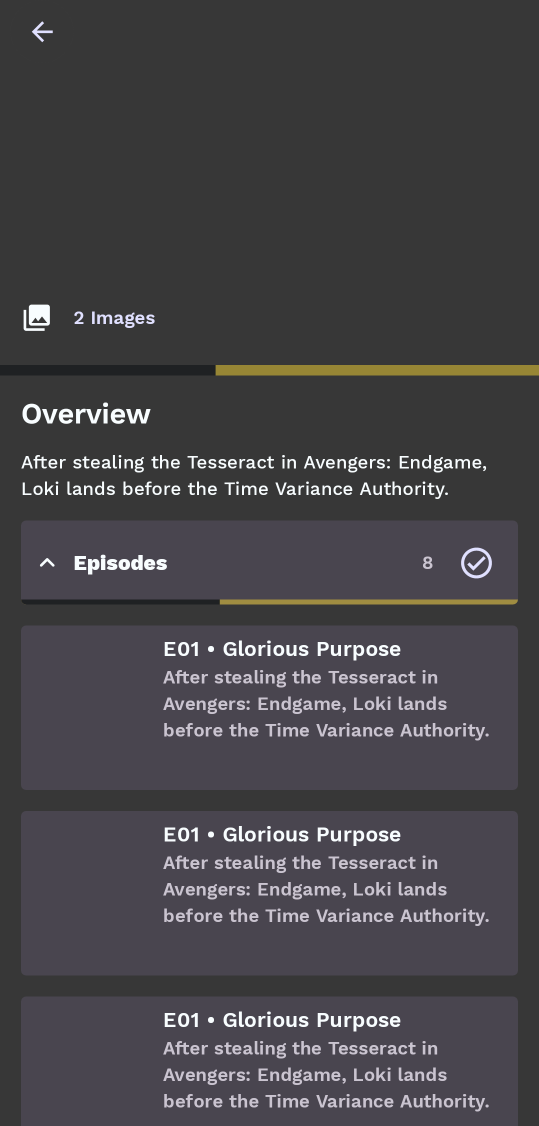 2 Images
Overview
After stealing the Tesseract in Avengers: Endgame,
Loki lands before the Time Variance Authority.
Episodes 8
E01 • Glorious Purpose
After stealing the Tesseract in
Avengers: Endgame, Loki lands
before the Time Variance Authority.
E01 • Glorious Purpose
After stealing the Tesseract in
Avengers: Endgame, Loki lands
before the Time Variance Authority.
E01 • Glorious Purpose
After stealing the Tesseract in
Avengers: Endgame, Loki lands
before the Time Variance Authority.